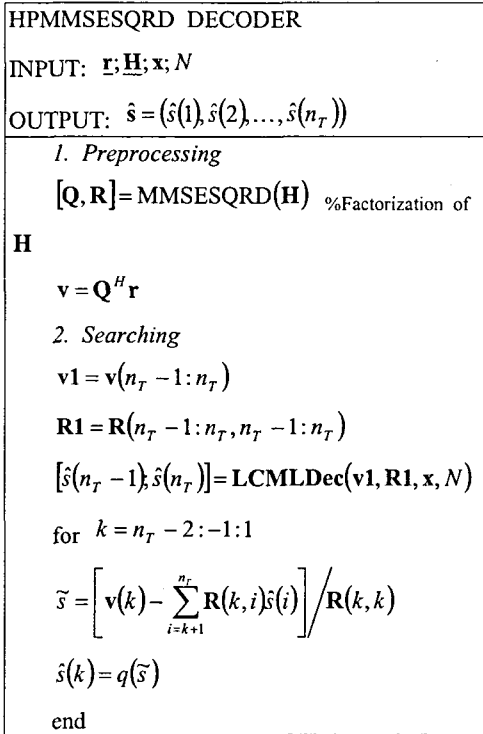 HPMMSESQRD DECODER
INPUT: r; H; x; N
OUTPUT: ŝ = (ŝ(1), ŝ(2), ..., ŝ(n_T))
1. Preprocessing
[Q, R] = MMSESQRD(H) %Factorization of
H
v = Q^H r
2. Searching
v1 = v(n_T − 1 : n_T)
R1 = R(n_T − 1 : n_T, n_T − 1 : n_T)
[ŝ(n_T − 1); ŝ(n_T)] = LCMLDec(v1, R1, x, N)
for k = n_T − 2 : −1 : 1
s̃ = [v(k) − ∑_{i=k+1}^{n_T} R(k, i)ŝ(i)] / R(k, k)
ŝ(k) = q(s̃)
end